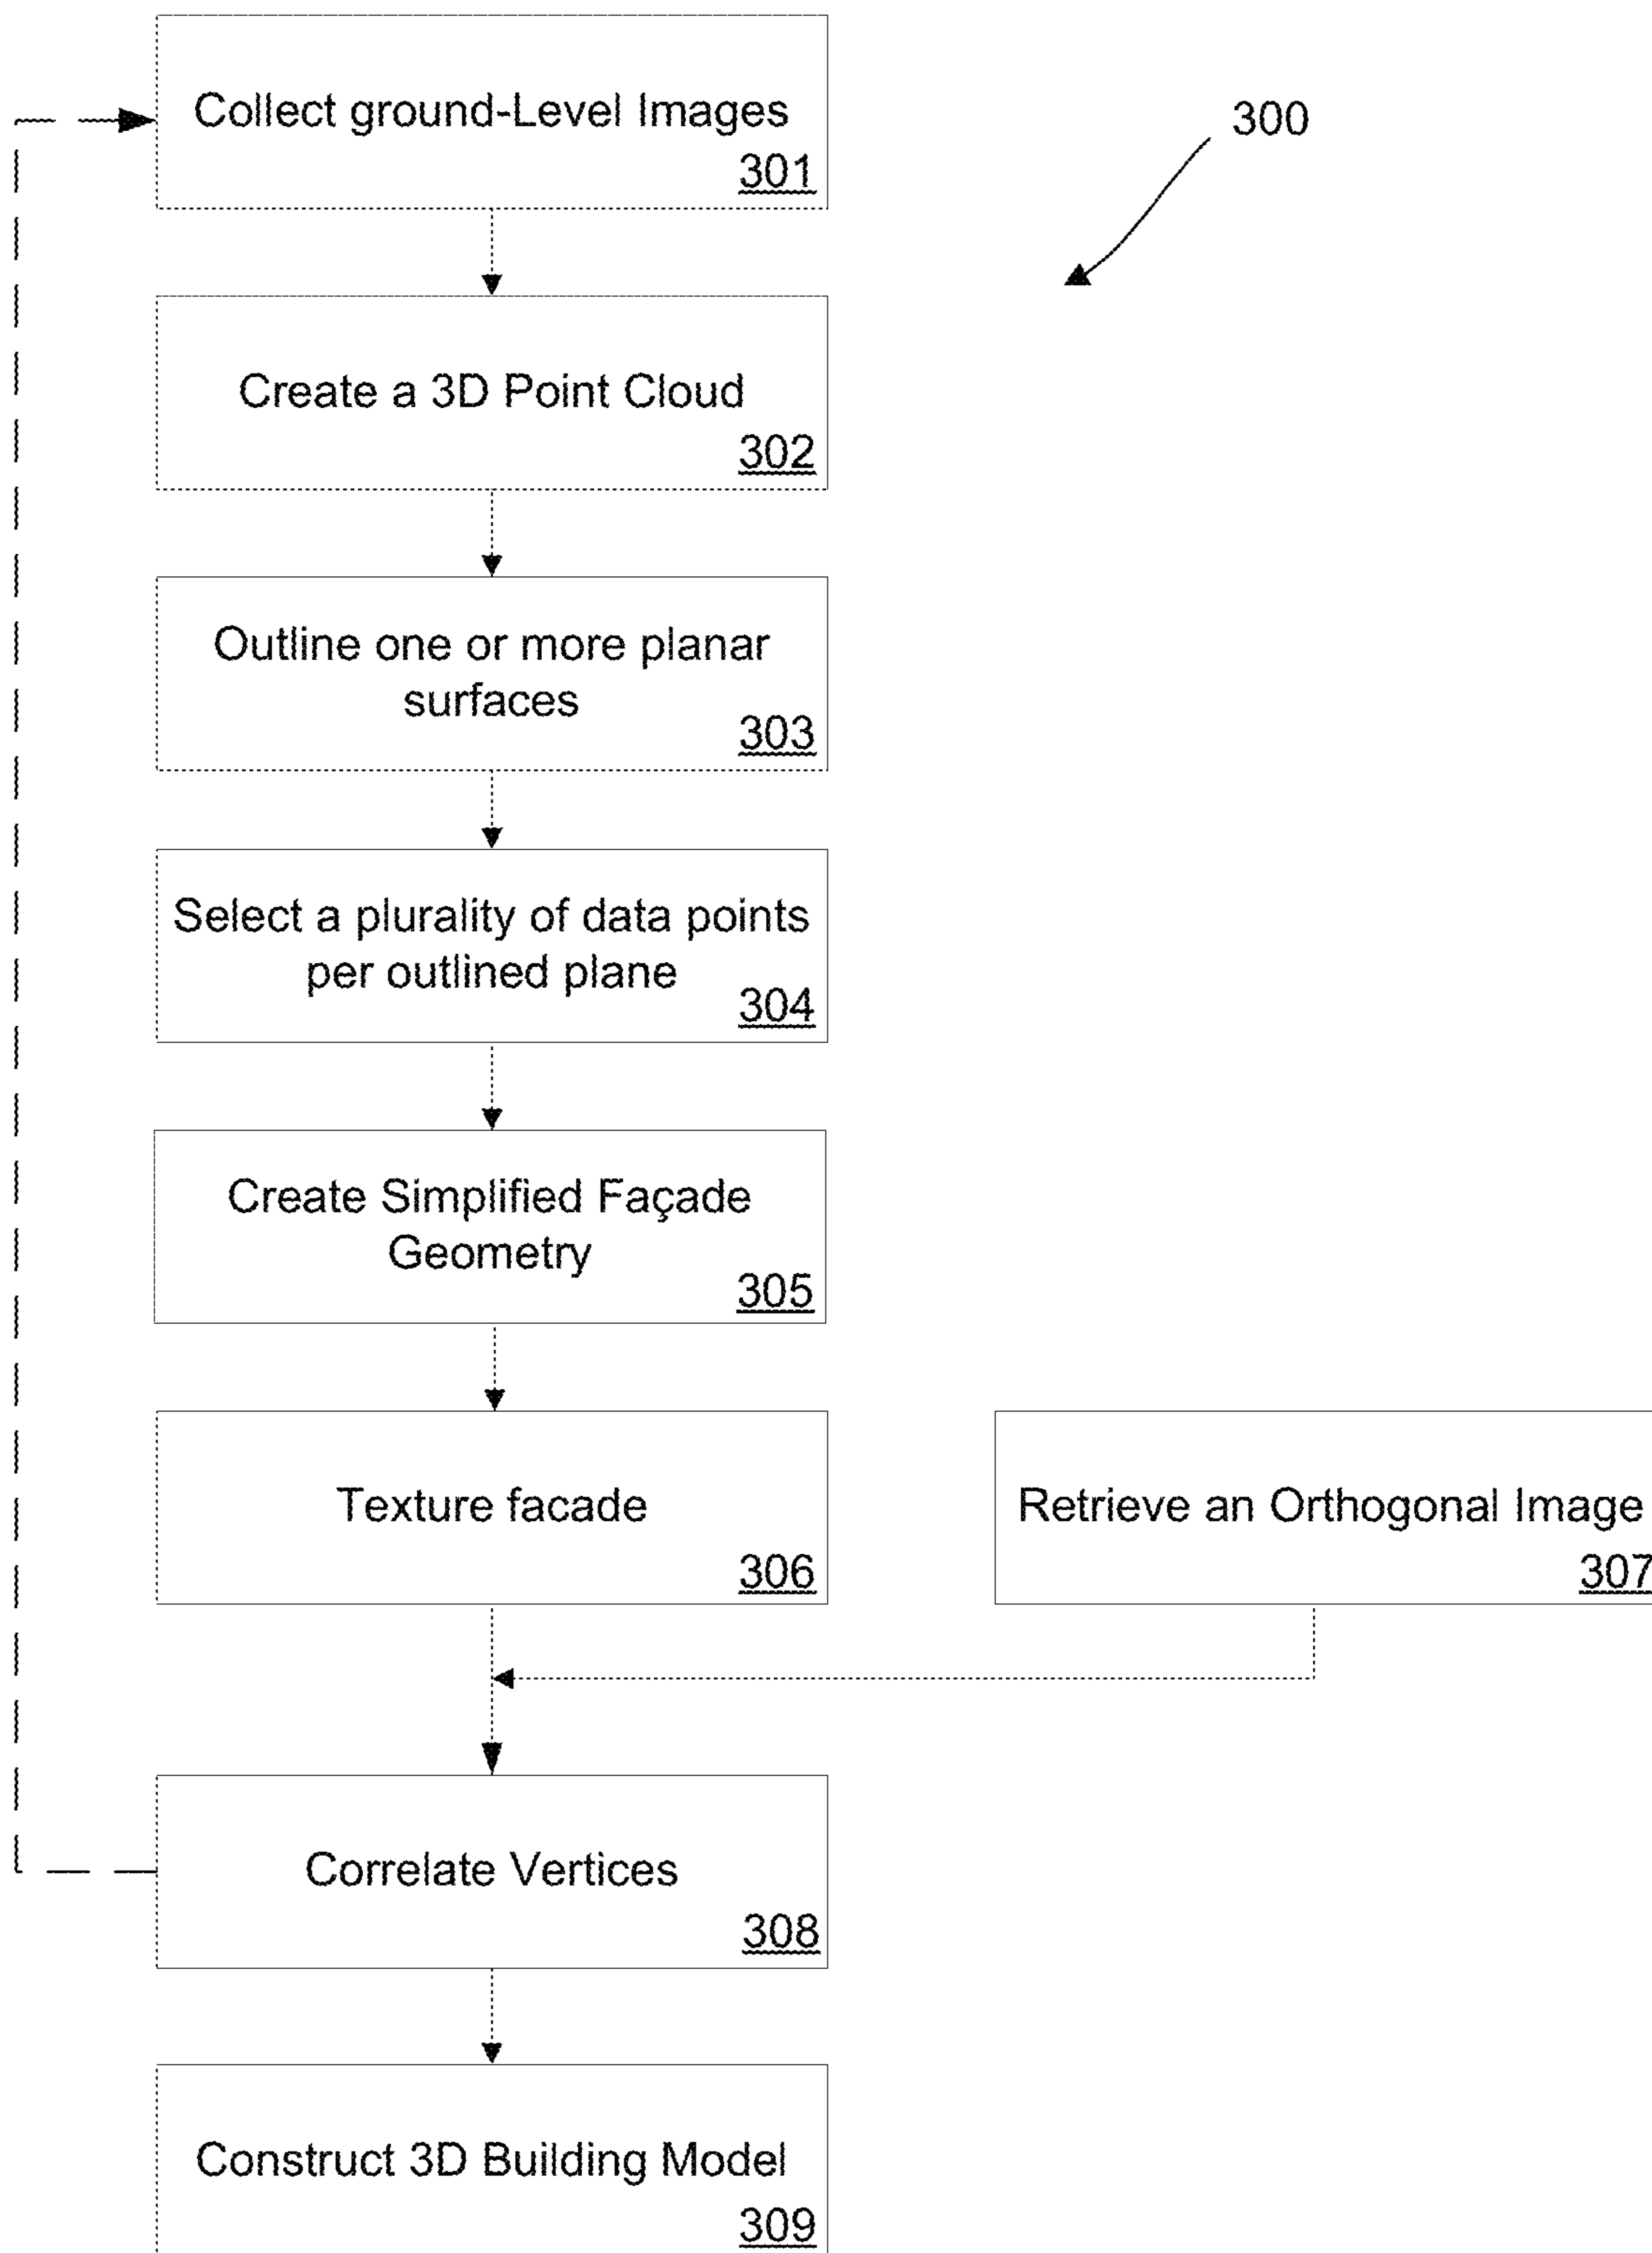 Collect ground-Level Images
301
300
Create a 3D Point Cloud
302
Outline one or more planar
surfaces
303
Select a plurality of data points
per outlined plane
304
Create Simplified Façade
Geometry
305
Texture facade
306
Retrieve an Orthogonal Image
307
Correlate Vertices
308
Construct 3D Building Model
309